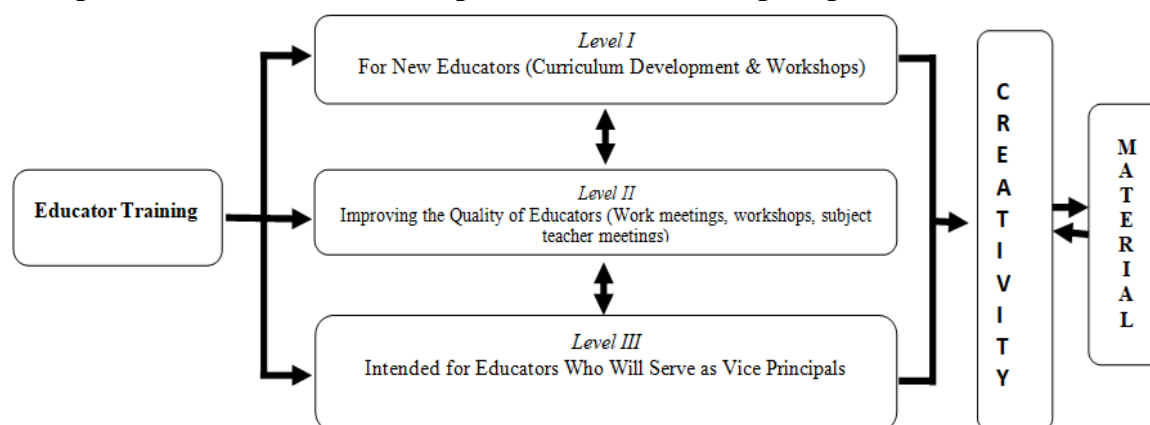 Level I
For New Educators (Curriculum Development & Workshops)
Educator Training
Level II
Improving the Quality of Educators (Work meetings, workshops, subject
teacher meetings)
Level III
Intended for Educators Who Will Serve as Vice Principals
CREATIVITY
MATERIAL